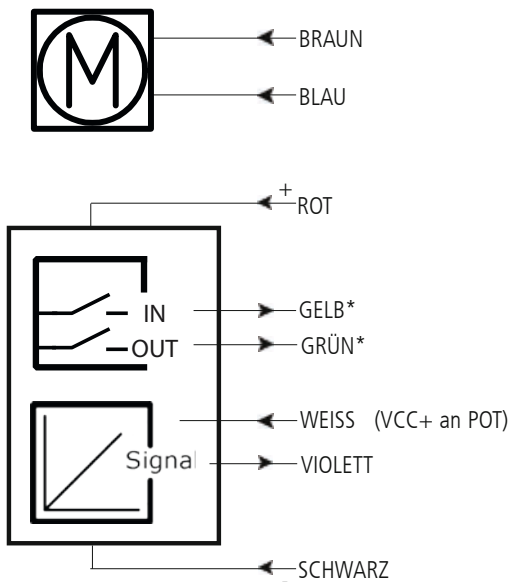 M
BRAUN
BLAU
+
ROT
IN
GELB*
OUT
GRÜN*
WEISS (VCC+ an POT)
Signal
VIOLETT
SCHWARZ